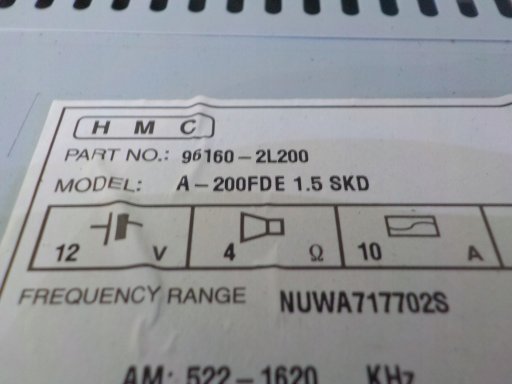 HMC
PART NO.: 96160-2L200
MODEL: A-200FDE 1.5 SKD
12 V 4 Ω 10 A
FREQUENCY RANGE NUWA717702S
AM: 522-1620 KHz